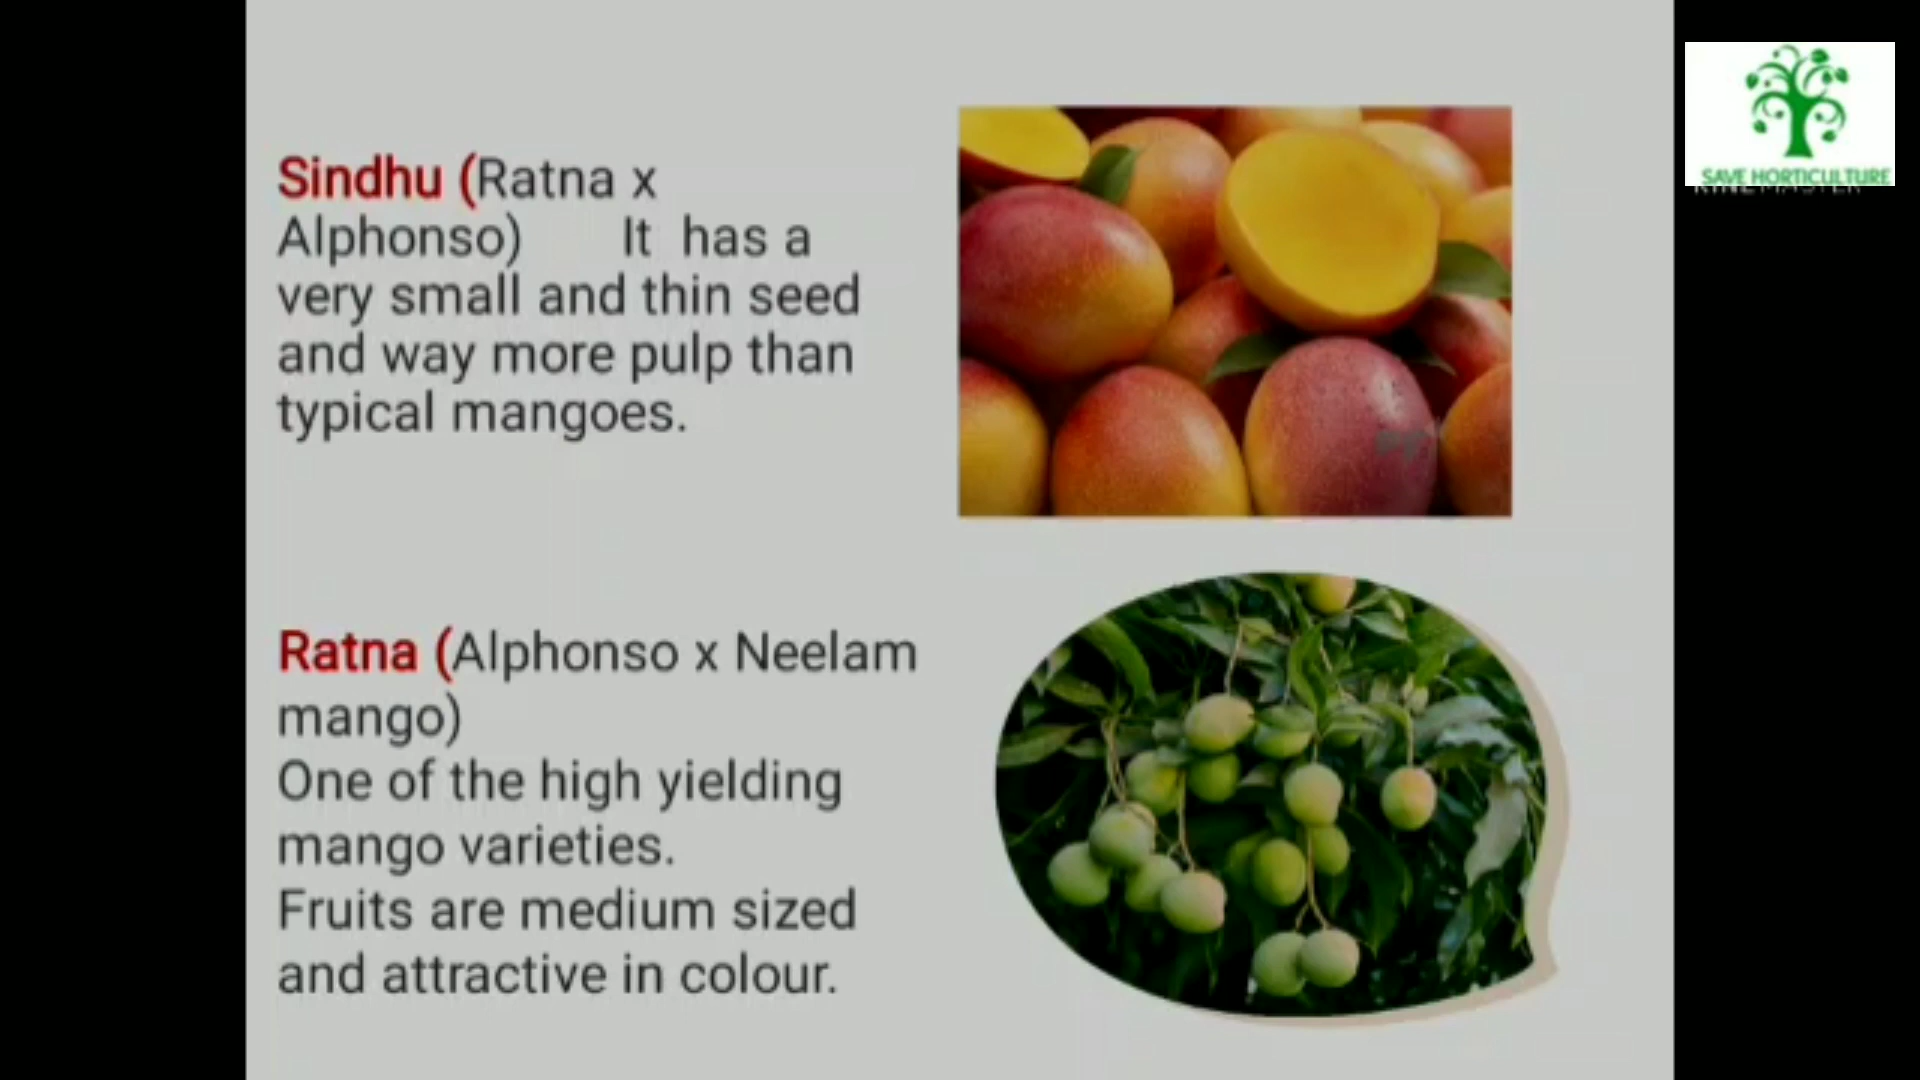 Sindhu (Ratna x
Alphonso) It has a
very small and thin seed
and way more pulp than
typical mangoes.
Ratna (Alphonso x Neelam
mango)
One of the high yielding
mango varieties.
Fruits are medium sized
and attractive in colour.
SAVE HORTICULTURE